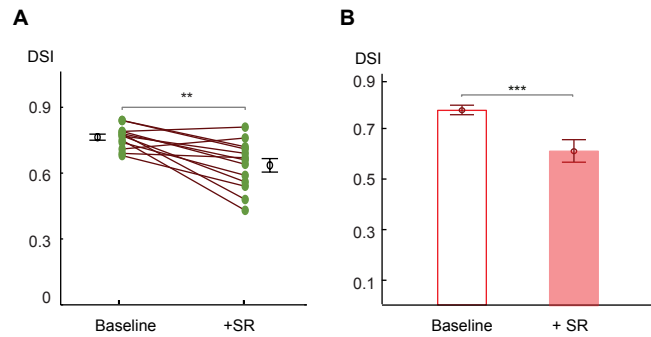 A
DSI
**
0.9
0.6
0.3
0
Baseline
+SR
B
DSI
***
0.9
0.7
0.5
0.3
0.1
Baseline
+ SR